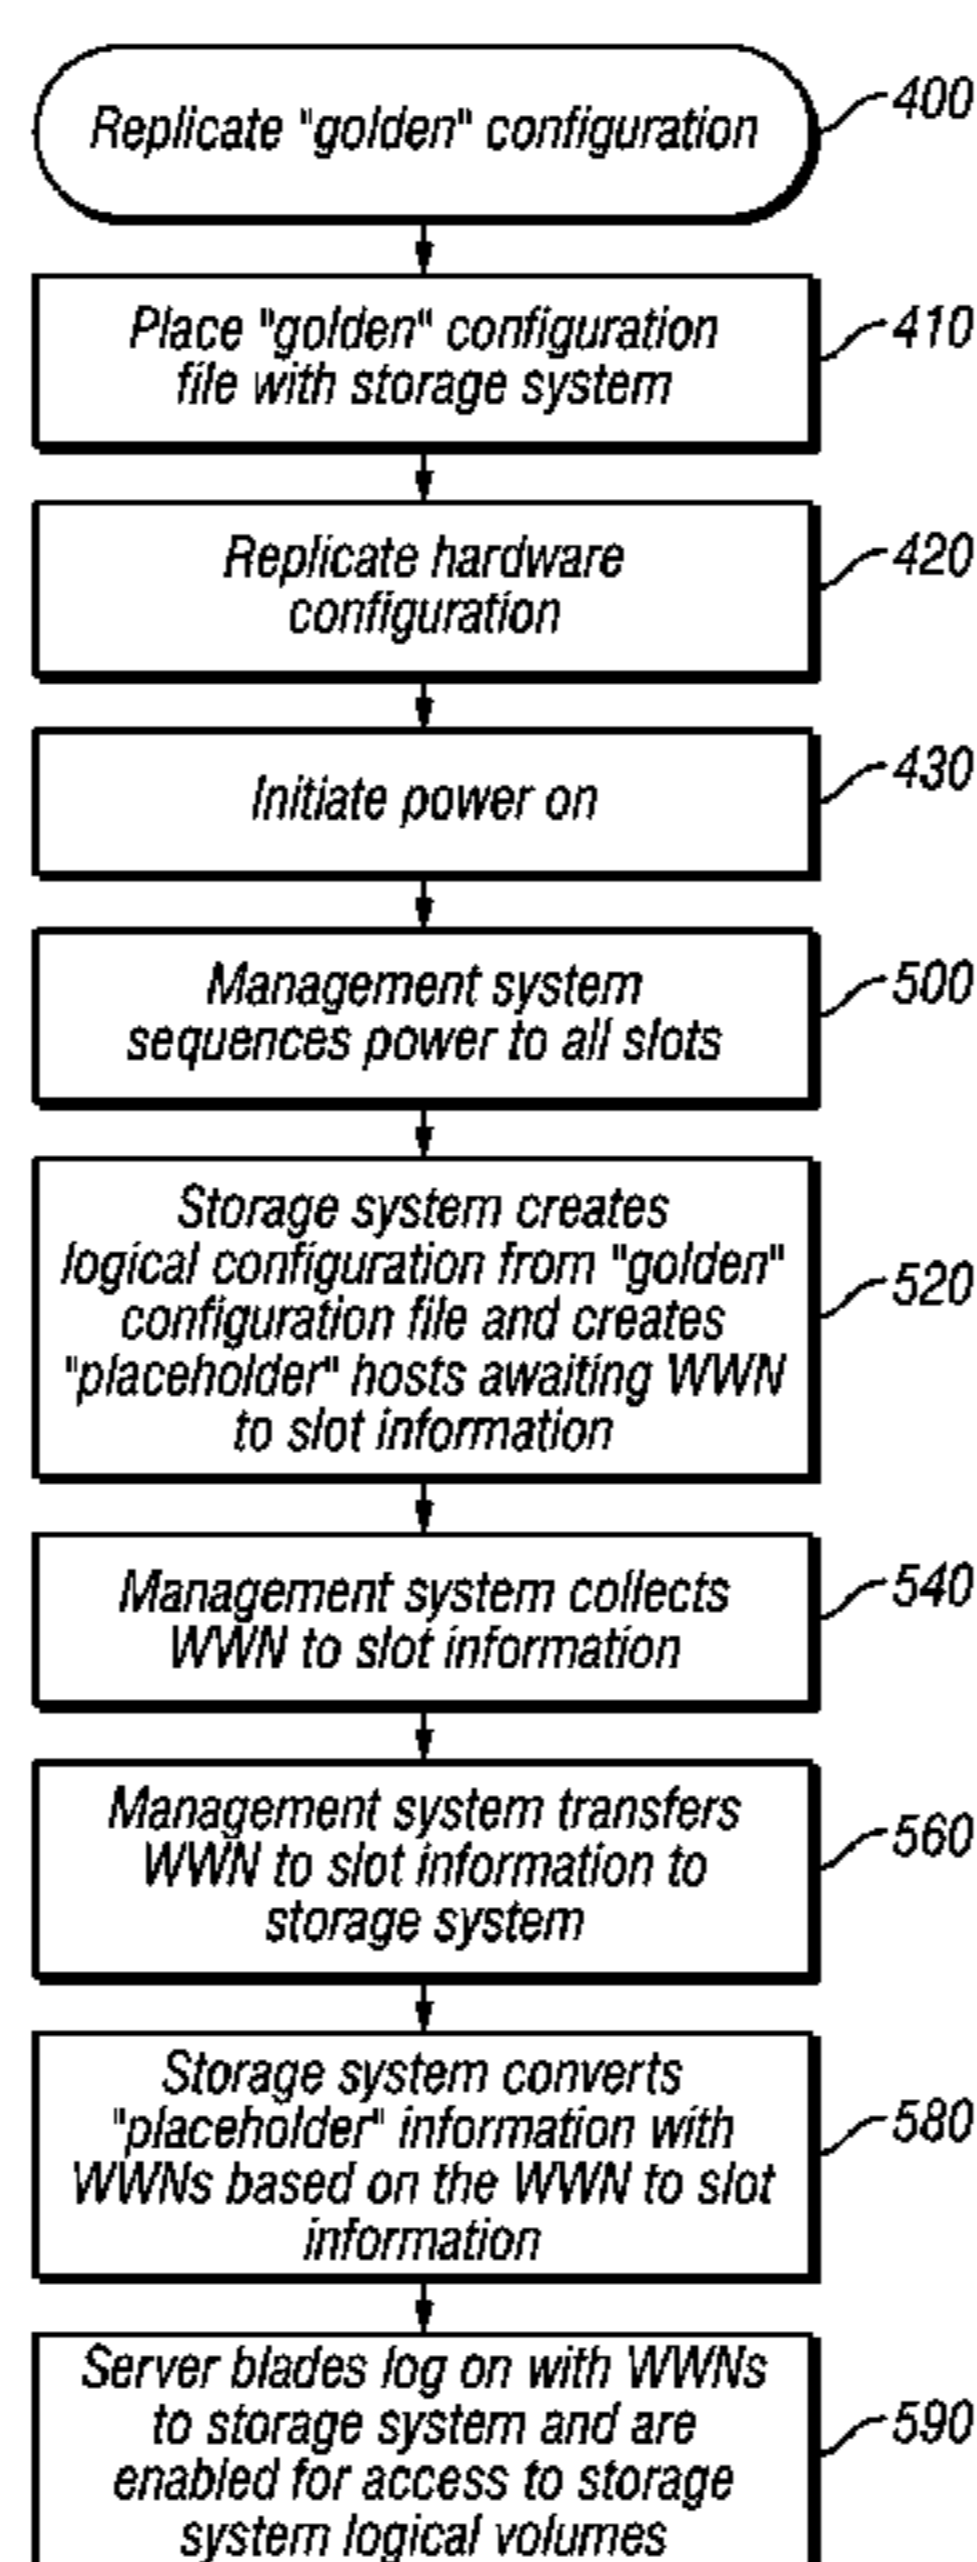 Replicate "golden" configuration
400
Place "golden" configuration
file with storage system
410
Replicate hardware
configuration
420
Initiate power on
430
Management system
sequences power to all slots
500
Storage system creates
logical configuration from "golden"
configuration file and creates
"placeholder" hosts awaiting WWN
to slot information
520
Management system collects
WWN to slot information
540
Management system transfers
WWN to slot information to
storage system
560
Storage system converts
"placeholder" information with
WWNs based on the WWN to slot
information
580
Server blades log on with WWNs
to storage system and are
enabled for access to storage
system logical volumes
590